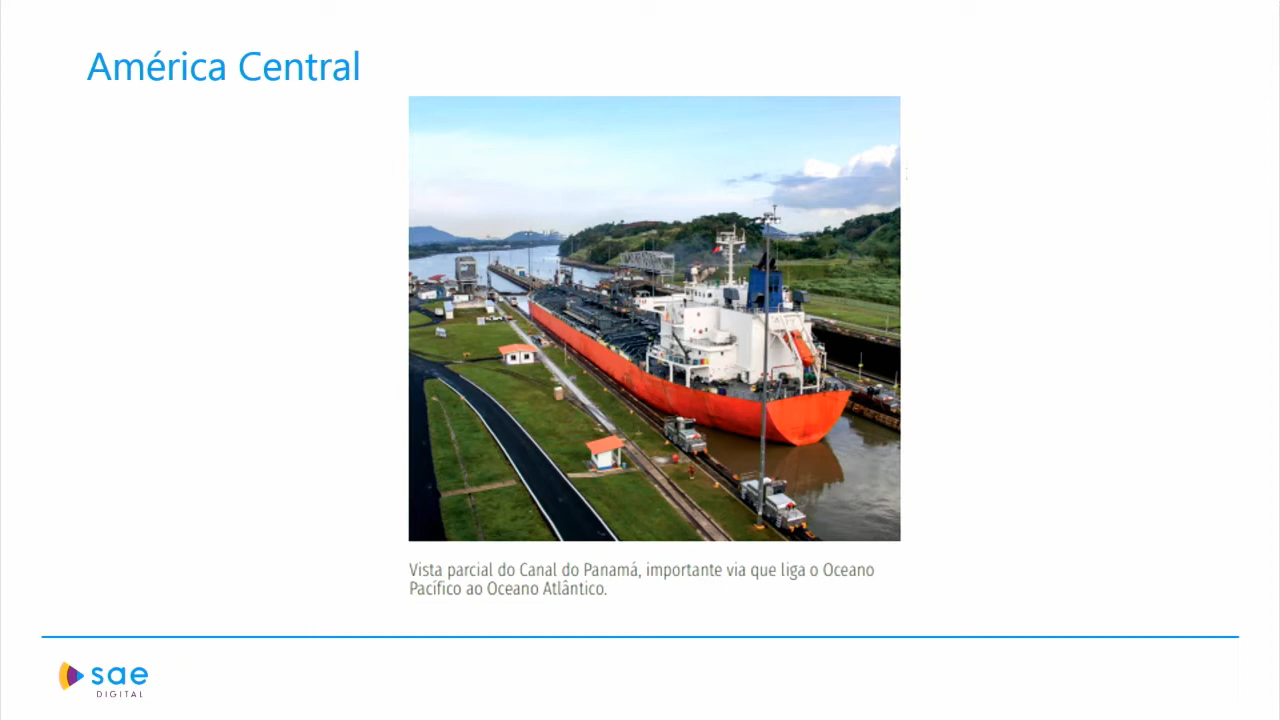 América Central
Vista parcial do Canal do Panamá, importante via que liga o Oceano
Pacífico ao Oceano Atlântico.
sae
DIGITAL